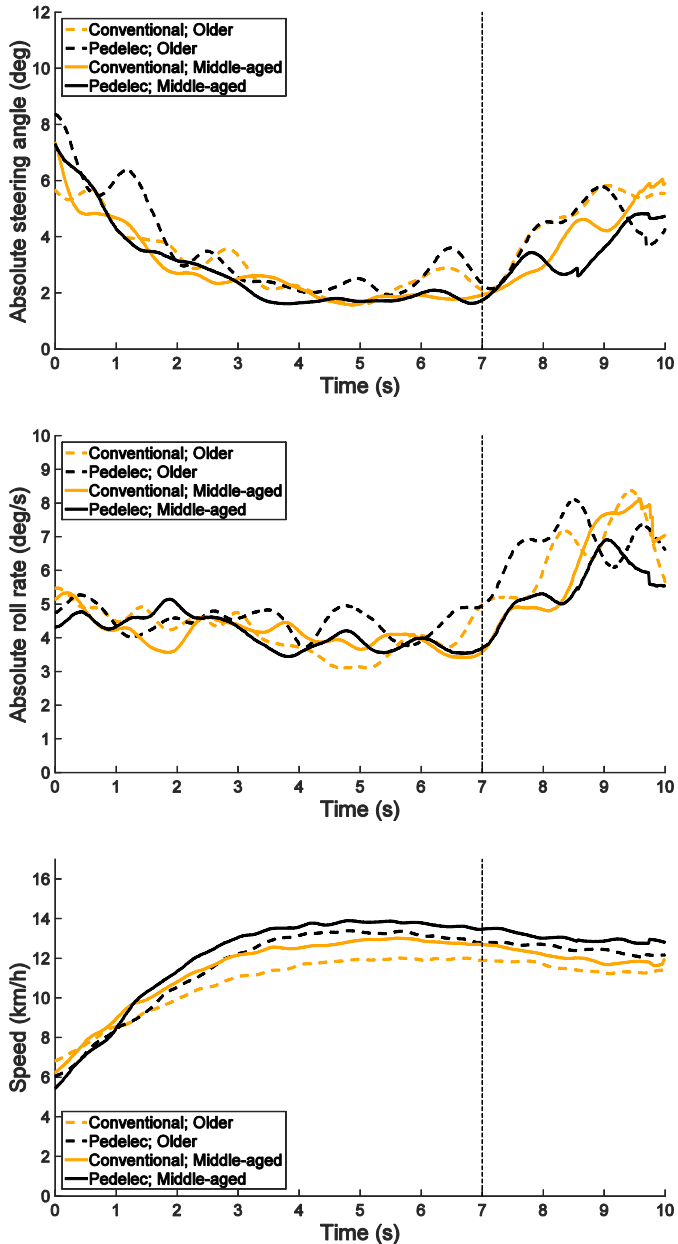 12
10
8
6
4
2
0
Absolute steering angle (deg)
Conventional; Older
Pedelec; Older
Conventional; Middle-aged
Pedelec; Middle-aged
0 1 2 3 4 5 6 7 8 9 10
Time (s)
10
9
8
7
6
5
4
3
2
1
0
Absolute roll rate (deg/s)
Conventional; Older
Pedelec; Older
Conventional; Middle-aged
Pedelec; Middle-aged
0 1 2 3 4 5 6 7 8 9 10
Time (s)
16
14
12
10
8
6
4
2
0
Speed (km/h)
Conventional; Older
Pedelec; Older
Conventional; Middle-aged
Pedelec; Middle-aged
0 1 2 3 4 5 6 7 8 9 10
Time (s)